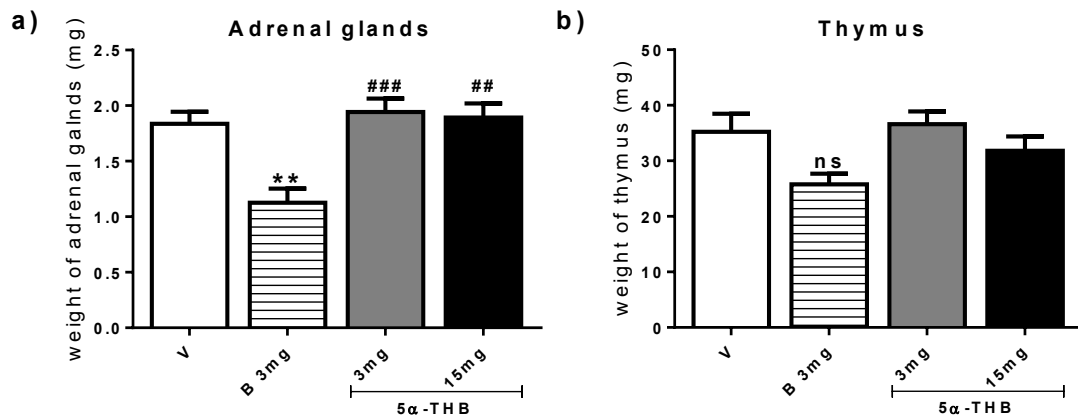 a)
Adrenal glands
weight of adrenal galnds (mg)
2.5
2.0
1.5
1.0
0.5
0.0
**
###
##
V
B 3mg
3mg
15mg
5α-THB
b)
Thymus
weight of thymus (mg)
50
40
30
20
10
0
ns
V
B 3mg
3mg
15mg
5α-THB